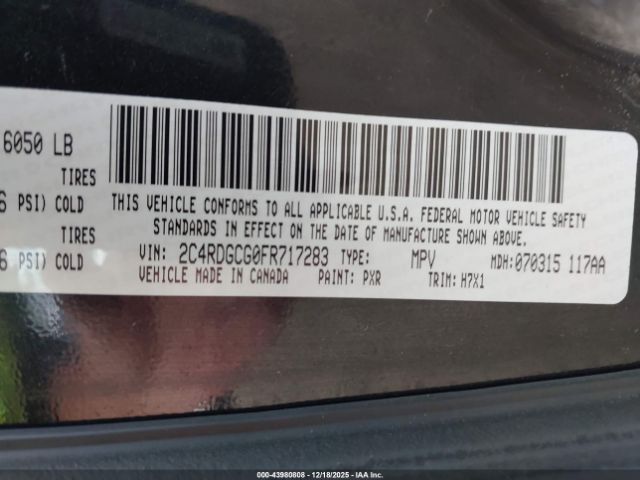 6050 LB
TIRES
6 PSI) COLD
TIRES
6 PSI) COLD
THIS VEHICLE CONFORMS TO ALL APPLICABLE U.S.A. FEDERAL MOTOR VEHICLE SAFETY
STANDARDS IN EFFECT ON THE DATE OF MANUFACTURE SHOWN ABOVE.
VIN: 2C4RDGCG0FR717283 TYPE: MPV MDH: 070315 117AA
VEHICLE MADE IN CANADA PAINT: PXR TRIM: H7X1
000-43980808 | 12/18/2025 - IAA Inc.